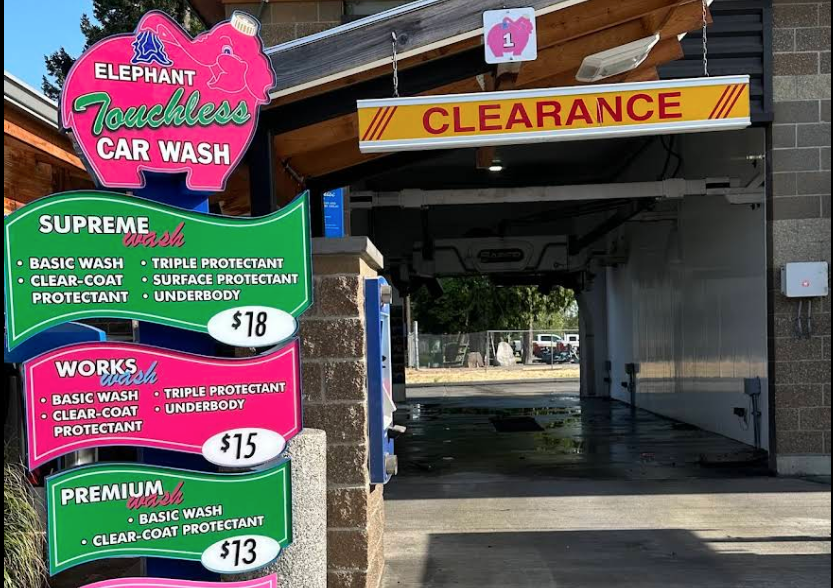 1
ELEPHANT
Touchless
CAR WASH
CLEARANCE
SUPREME wash
• BASIC WASH
• CLEAR-COAT
PROTECTANT
• TRIPLE PROTECTANT
• SURFACE PROTECTANT
• UNDERBODY
$18
WORKS wash
• BASIC WASH
• CLEAR-COAT
PROTECTANT
• TRIPLE PROTECTANT
• UNDERBODY
$15
PREMIUM wash
• BASIC WASH
• CLEAR-COAT PROTECTANT
$13